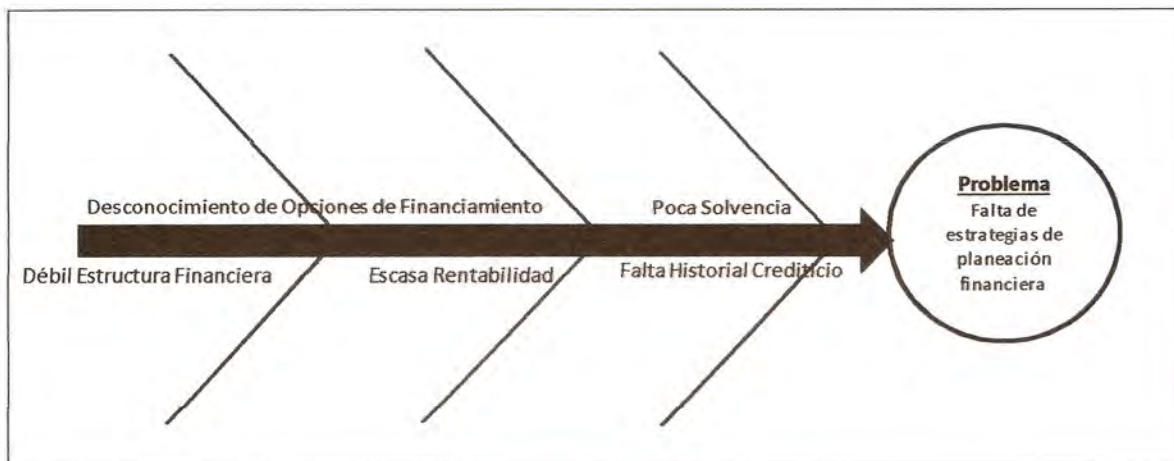 Desconocimiento de Opciones de Financiamiento
Poca Solvencia
Débil Estructura Financiera
Escasa Rentabilidad
Falta Historial Crediticio
Problema
Falta de
estrategias de
planeación
financiera